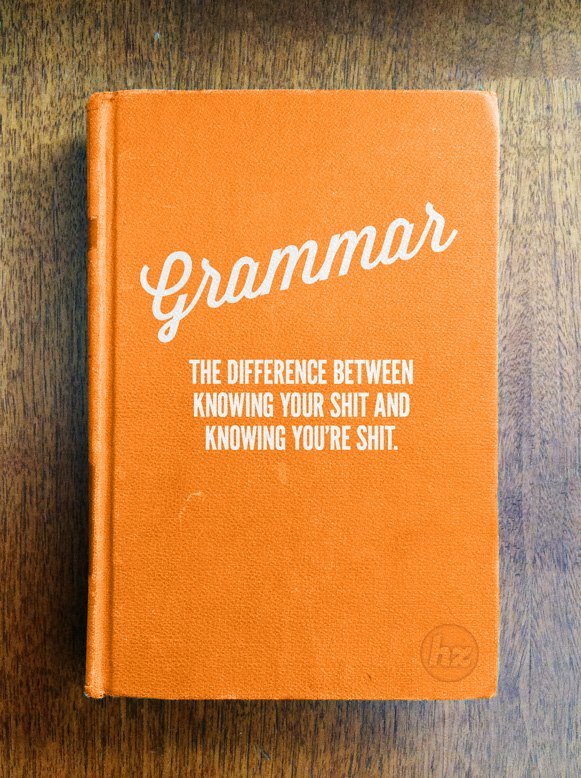 Grammar
THE DIFFERENCE BETWEEN
KNOWING YOUR SHIT AND
KNOWING YOU'RE SHIT.
hz